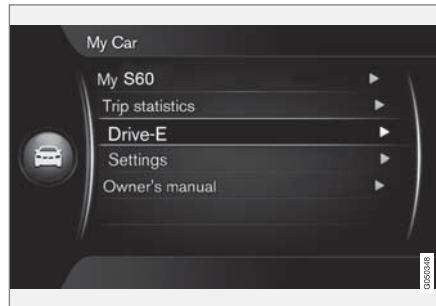 My Car
My S60
Trip statistics
Drive-E
Settings
Owner's manual
G050348